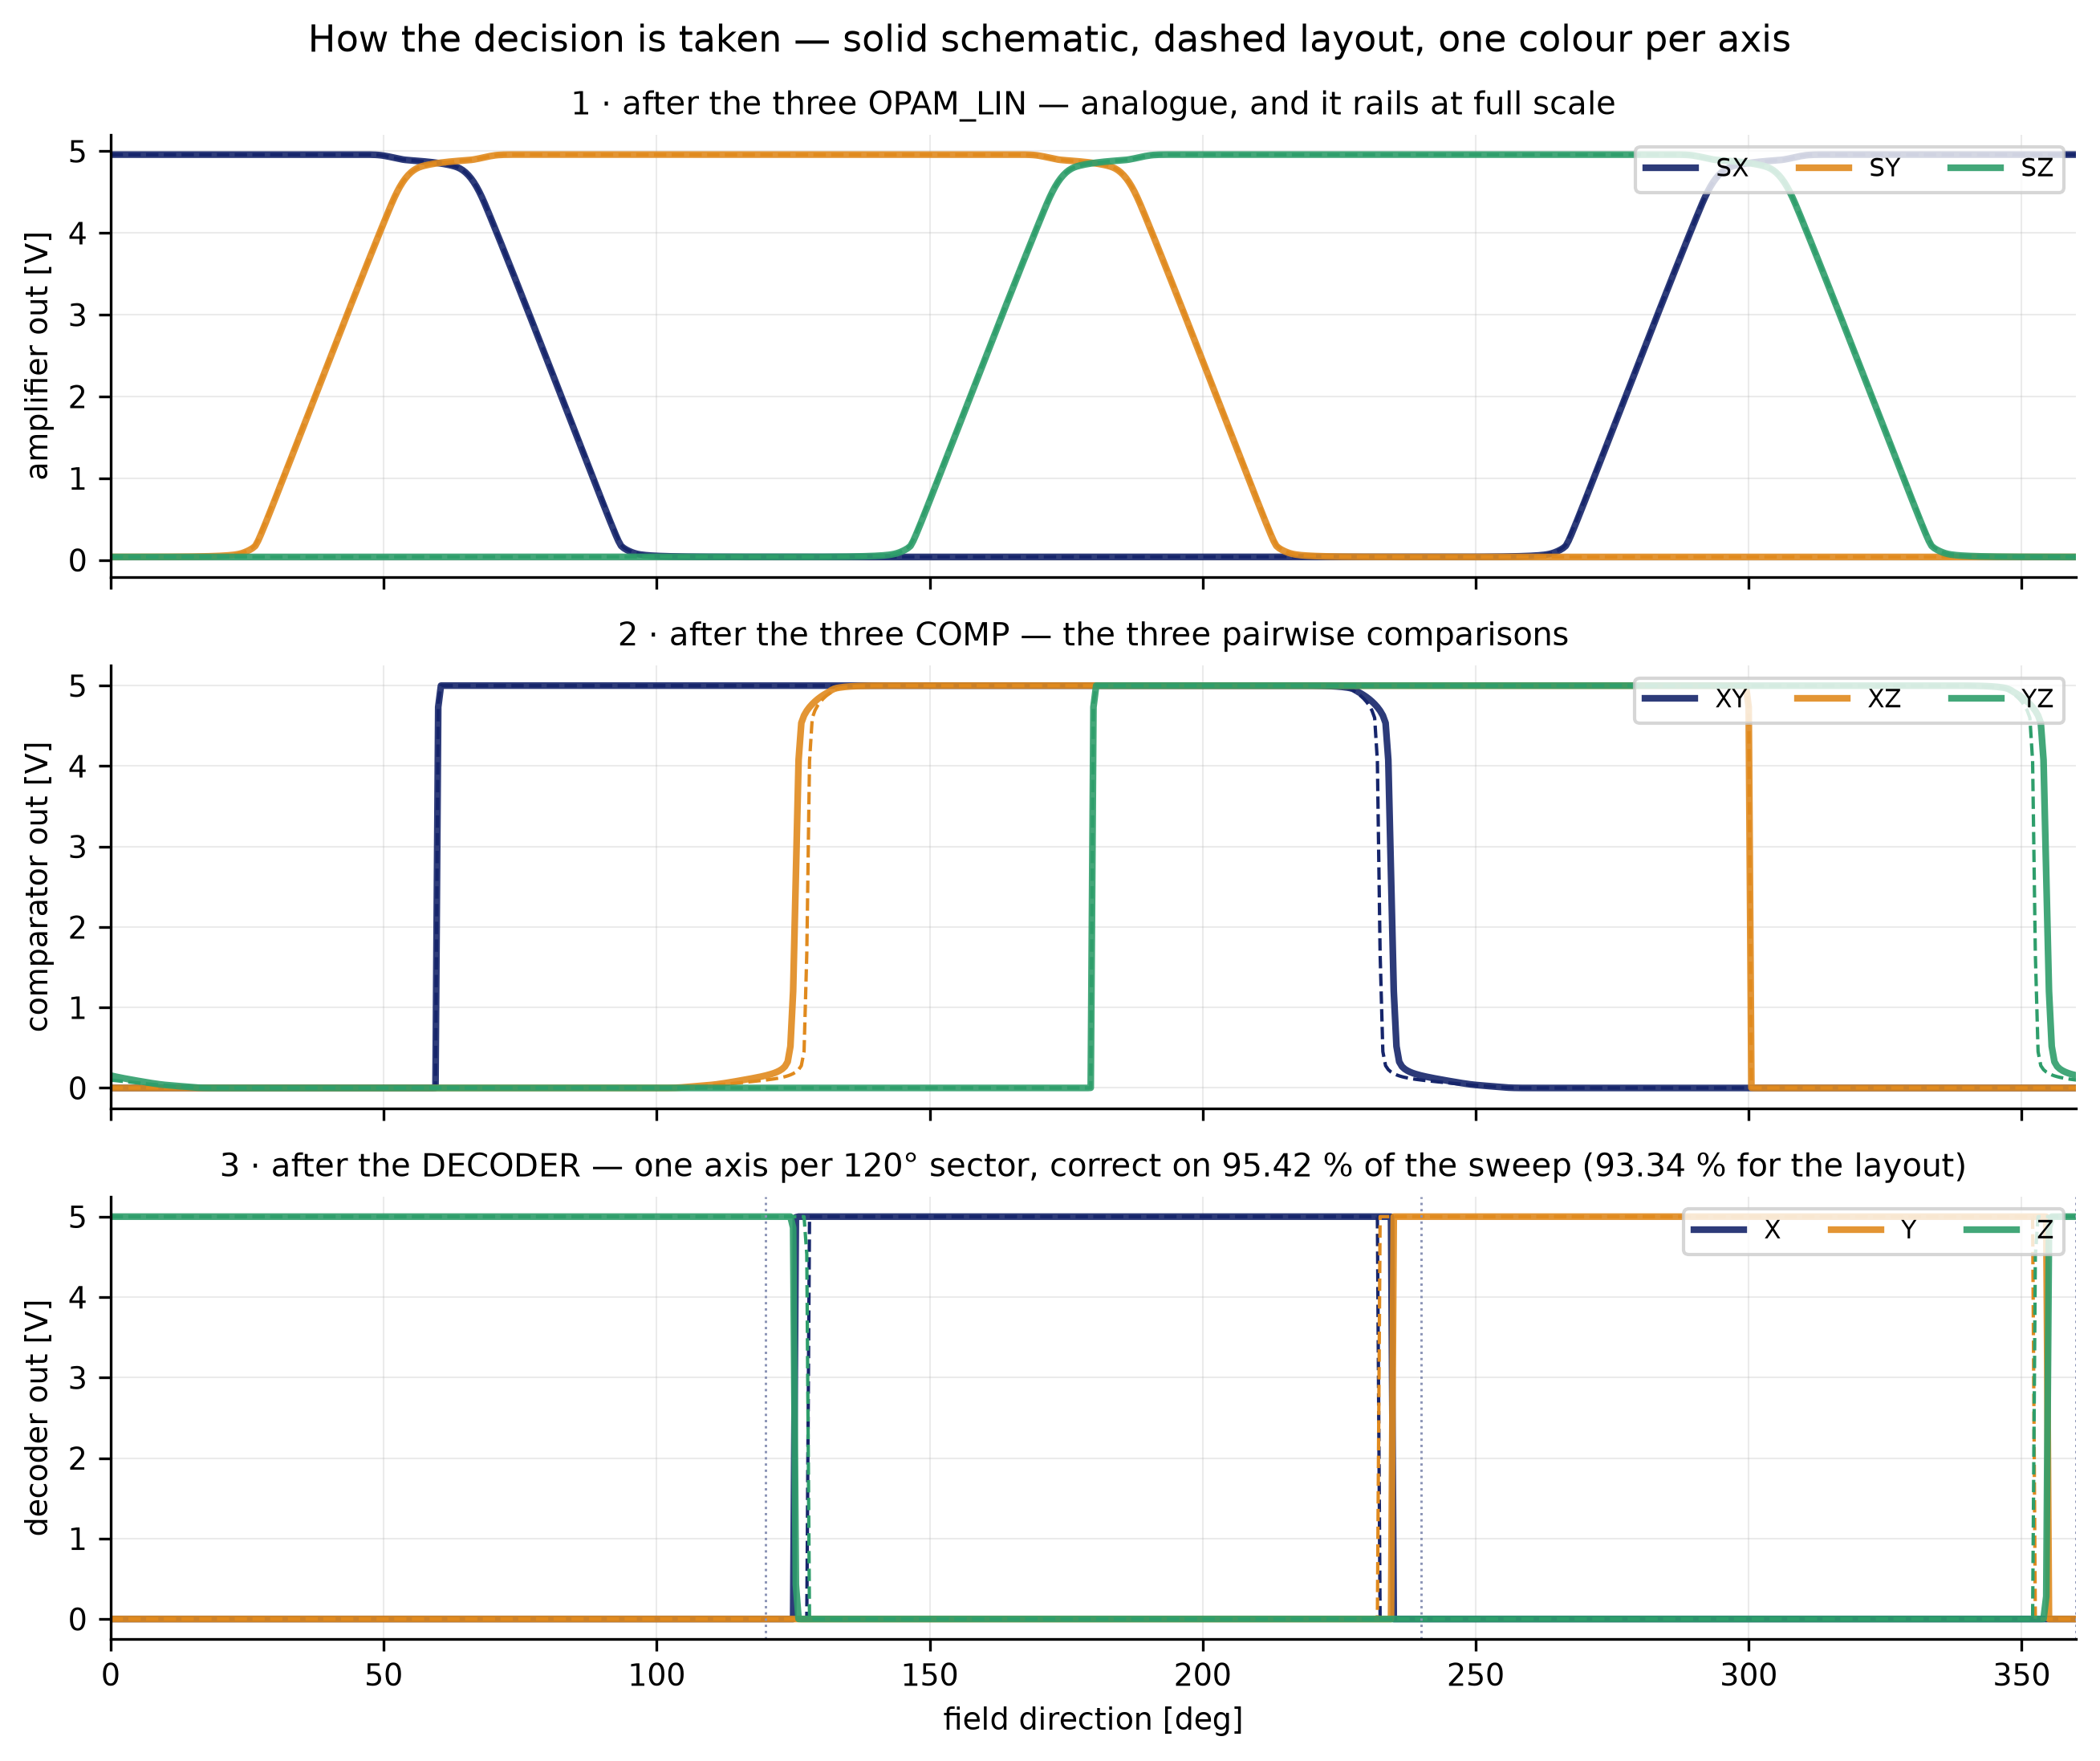 How the decision is taken — solid schematic, dashed layout, one colour per axis
1 · after the three OPAM_LIN — analogue, and it rails at full scale
amplifier out [V]
5
4
3
2
1
0
SX SY SZ
2 · after the three COMP — the three pairwise comparisons
comparator out [V]
5
4
3
2
1
0
XY XZ YZ
3 · after the DECODER — one axis per 120° sector, correct on 95.42 % of the sweep (93.34 % for the layout)
decoder out [V]
5
4
3
2
1
0
X Y Z
0 50 100 150 200 250 300 350
field direction [deg]